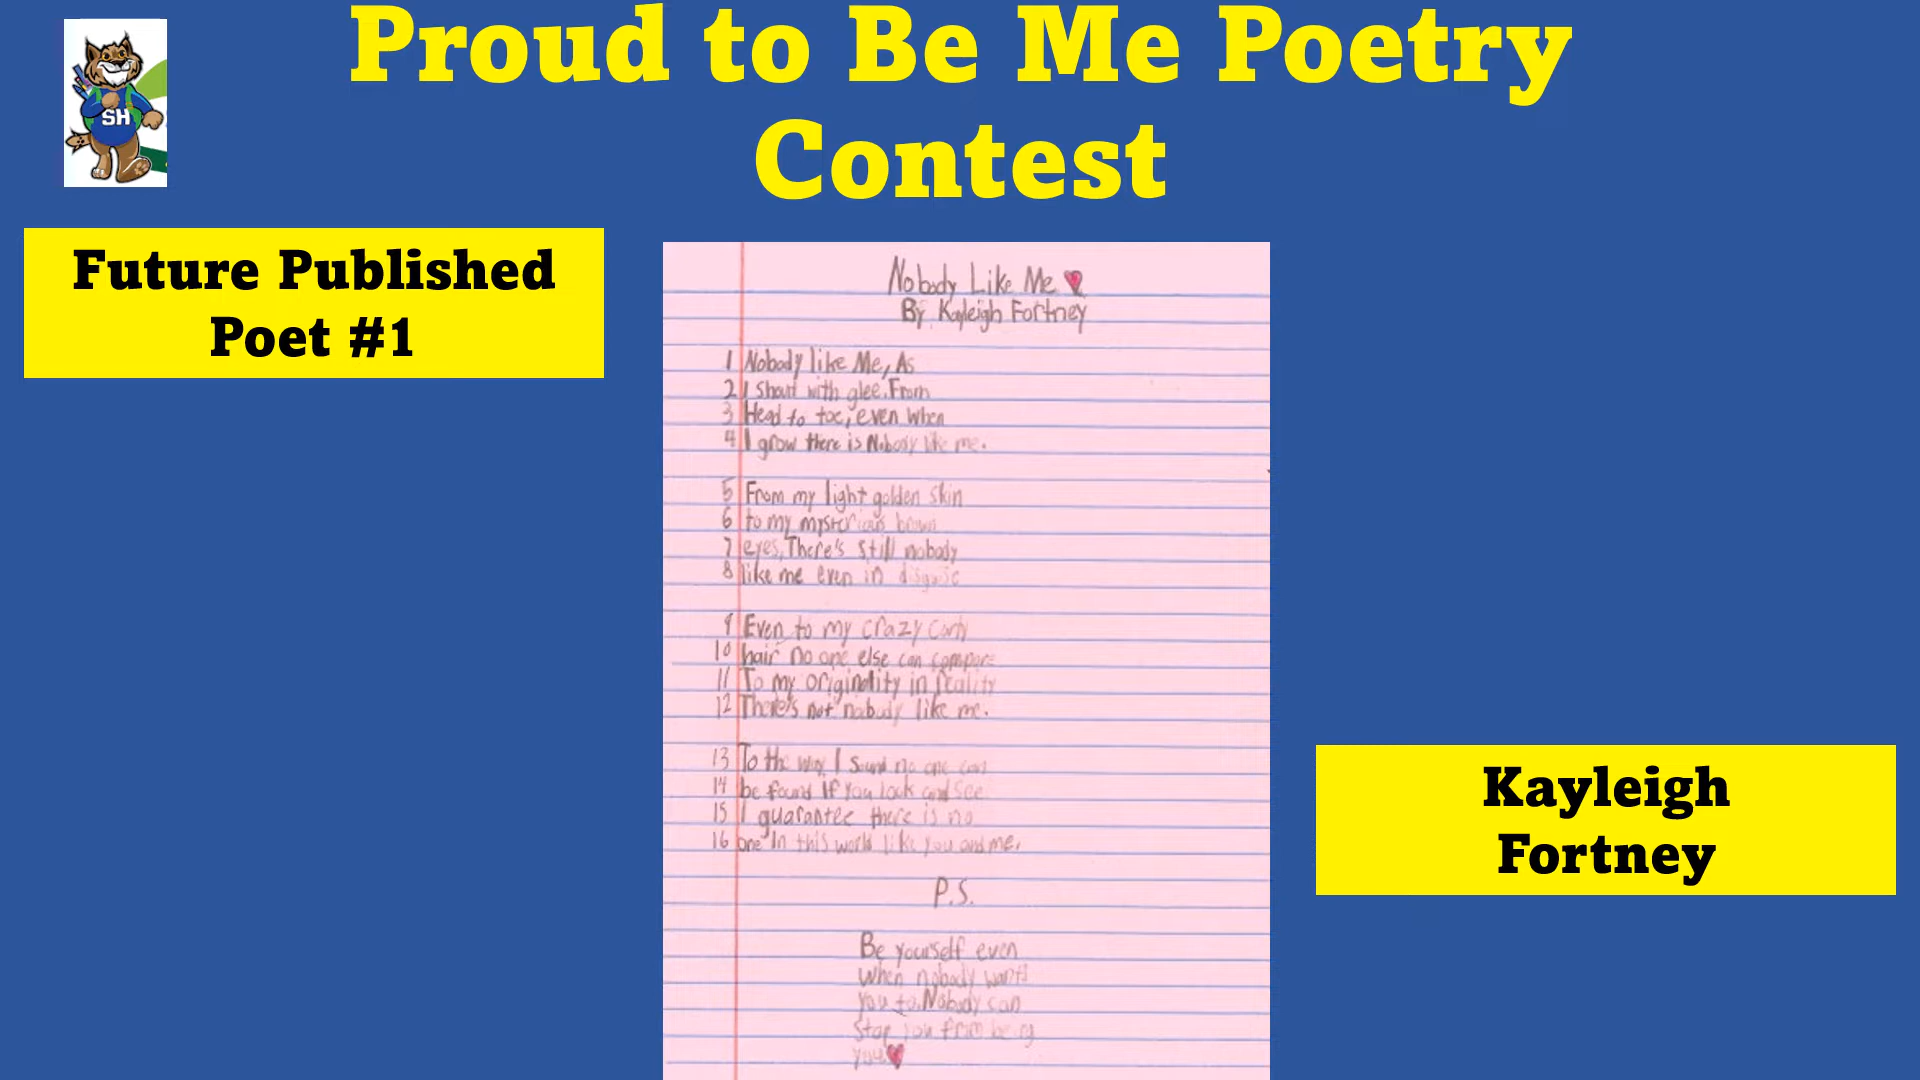 Proud to Be Me Poetry
Contest
SH
Future Published
Poet #1
Nobody Like Me
By Kayleigh Fortney
1 Nobody like Me, As
2 I Shout with glee. From
3 Head to toe, even when
4 I grow there is Nobody like me.
5 From my light golden skin
6 to my mysterious brown
7 eyes, There's still nobody
8 like me even in disguise
9 Even to my crazy curly
10 hair no one else can compare
11 To my originality in reality
12 There's not nobody like me.
13 To the way I sound no one can
14 be found If you look and see
15 I guarantee there is no
16 one In this world like you and me.
P.S.
Be yourself even
when nobody wants
you to. Nobody can
Stop you from being
you
Kayleigh
Fortney